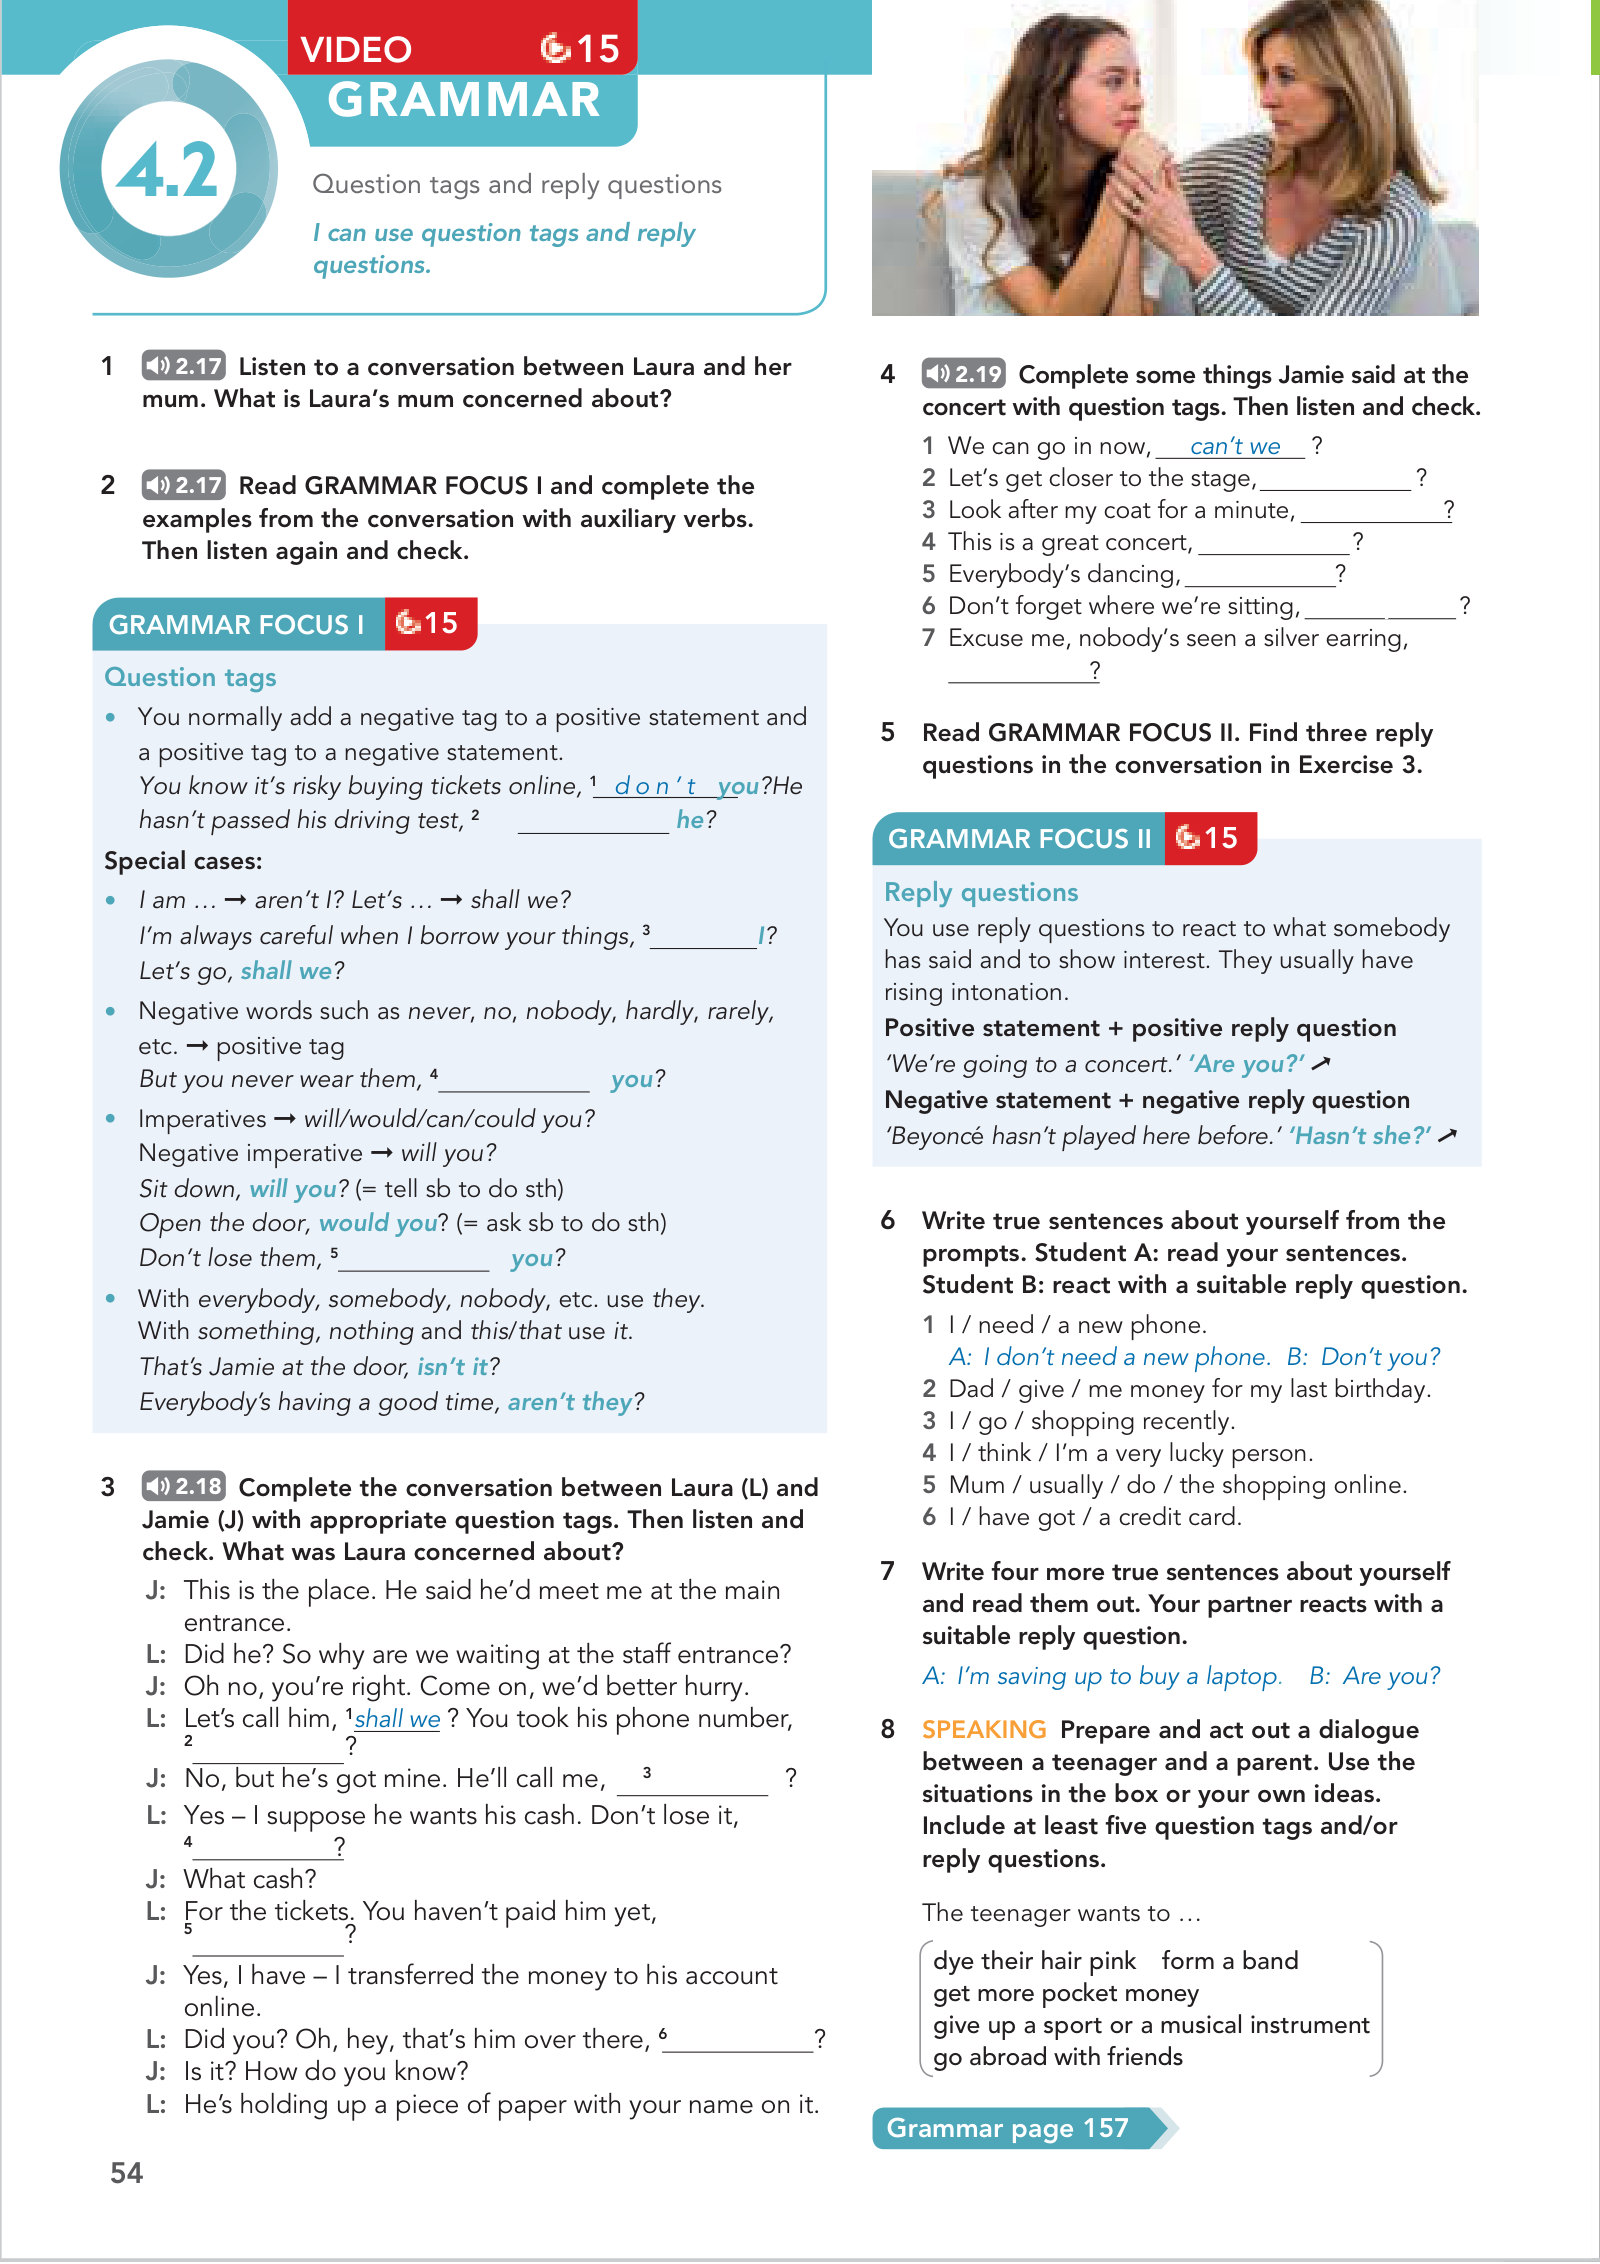 VIDEO 15
GRAMMAR
4.2
Question tags and reply questions
I can use question tags and reply
questions.
1 2.17 Listen to a conversation between Laura and her
mum. What is Laura's mum concerned about?
2 2.17 Read GRAMMAR FOCUS I and complete the
examples from the conversation with auxiliary verbs.
Then listen again and check.
GRAMMAR FOCUS I 15
Question tags
• You normally add a negative tag to a positive statement and
a positive tag to a negative statement.
You know it's risky buying tickets online, 1 don't you?He
hasn't passed his driving test, 2 __________ he?
Special cases:
• I am … → aren't I? Let's … → shall we?
I'm always careful when I borrow your things, 3 ________I?
Let's go, shall we?
• Negative words such as never, no, nobody, hardly, rarely,
etc. → positive tag
But you never wear them, 4 __________ you?
• Imperatives → will/would/can/could you?
Negative imperative → will you?
Sit down, will you? (= tell sb to do sth)
Open the door, would you? (= ask sb to do sth)
Don't lose them, 5 __________ you?
• With everybody, somebody, nobody, etc. use they.
With something, nothing and this/that use it.
That's Jamie at the door, isn't it?
Everybody's having a good time, aren't they?
3 2.18 Complete the conversation between Laura (L) and
Jamie (J) with appropriate question tags. Then listen and
check. What was Laura concerned about?
J: This is the place. He said he'd meet me at the main
entrance.
L: Did he? So why are we waiting at the staff entrance?
J: Oh no, you're right. Come on, we'd better hurry.
L: Let's call him, 1 shall we ? You took his phone number,
2 __________?
J: No, but he's got mine. He'll call me, 3 __________ ?
L: Yes – I suppose he wants his cash. Don't lose it,
4 __________?
J: What cash?
L: For the tickets. You haven't paid him yet,
5 __________?
J: Yes, I have – I transferred the money to his account
online.
L: Did you? Oh, hey, that's him over there, 6 __________?
J: Is it? How do you know?
L: He's holding up a piece of paper with your name on it.
54
4 2.19 Complete some things Jamie said at the
concert with question tags. Then listen and check.
1 We can go in now, can't we ?
2 Let's get closer to the stage, __________ ?
3 Look after my coat for a minute, __________?
4 This is a great concert, __________ ?
5 Everybody's dancing, __________?
6 Don't forget where we're sitting, __________ ?
7 Excuse me, nobody's seen a silver earring,
__________?
5 Read GRAMMAR FOCUS II. Find three reply
questions in the conversation in Exercise 3.
GRAMMAR FOCUS II 15
Reply questions
You use reply questions to react to what somebody
has said and to show interest. They usually have
rising intonation.
Positive statement + positive reply question
'We're going to a concert.' 'Are you?' ↗
Negative statement + negative reply question
'Beyoncé hasn't played here before.' 'Hasn't she?' ↗
6 Write true sentences about yourself from the
prompts. Student A: read your sentences.
Student B: react with a suitable reply question.
1 I / need / a new phone.
A: I don't need a new phone. B: Don't you?
2 Dad / give / me money for my last birthday.
3 I / go / shopping recently.
4 I / think / I'm a very lucky person.
5 Mum / usually / do / the shopping online.
6 I / have got / a credit card.
7 Write four more true sentences about yourself
and read them out. Your partner reacts with a
suitable reply question.
A: I'm saving up to buy a laptop. B: Are you?
8 SPEAKING Prepare and act out a dialogue
between a teenager and a parent. Use the
situations in the box or your own ideas.
Include at least five question tags and/or
reply questions.
The teenager wants to …
dye their hair pink form a band
get more pocket money
give up a sport or a musical instrument
go abroad with friends
Grammar page 157